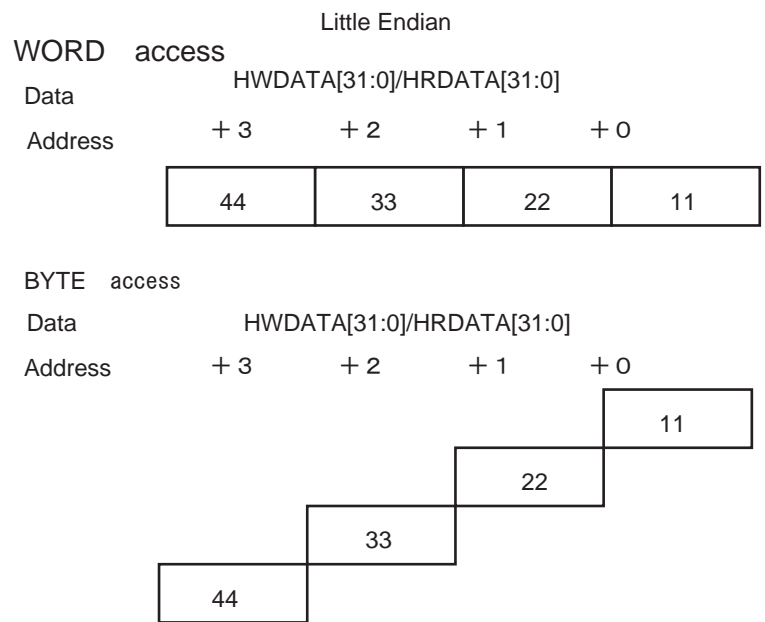 Little Endian
WORD access
Data HWDATA[31:0]/HRDATA[31:0]
Address ＋3 ＋2 ＋1 ＋0
44 33 22 11
BYTE access
Data HWDATA[31:0]/HRDATA[31:0]
Address ＋3 ＋2 ＋1 ＋0
11
22
33
44